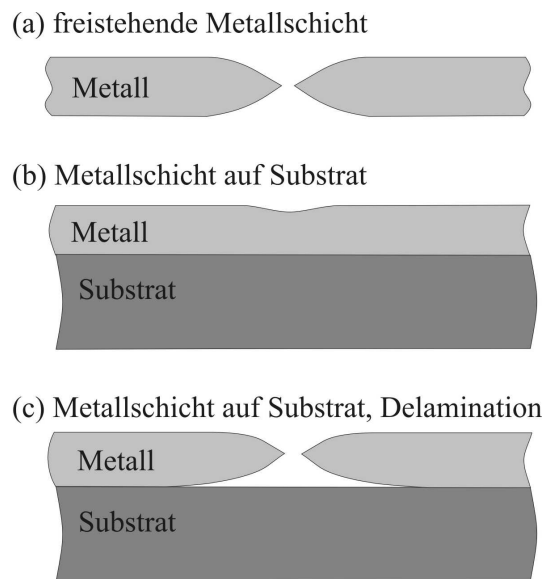 (a) freistehende Metallschicht
Metall
(b) Metallschicht auf Substrat
Metall
Substrat
(c) Metallschicht auf Substrat, Delamination
Metall
Substrat